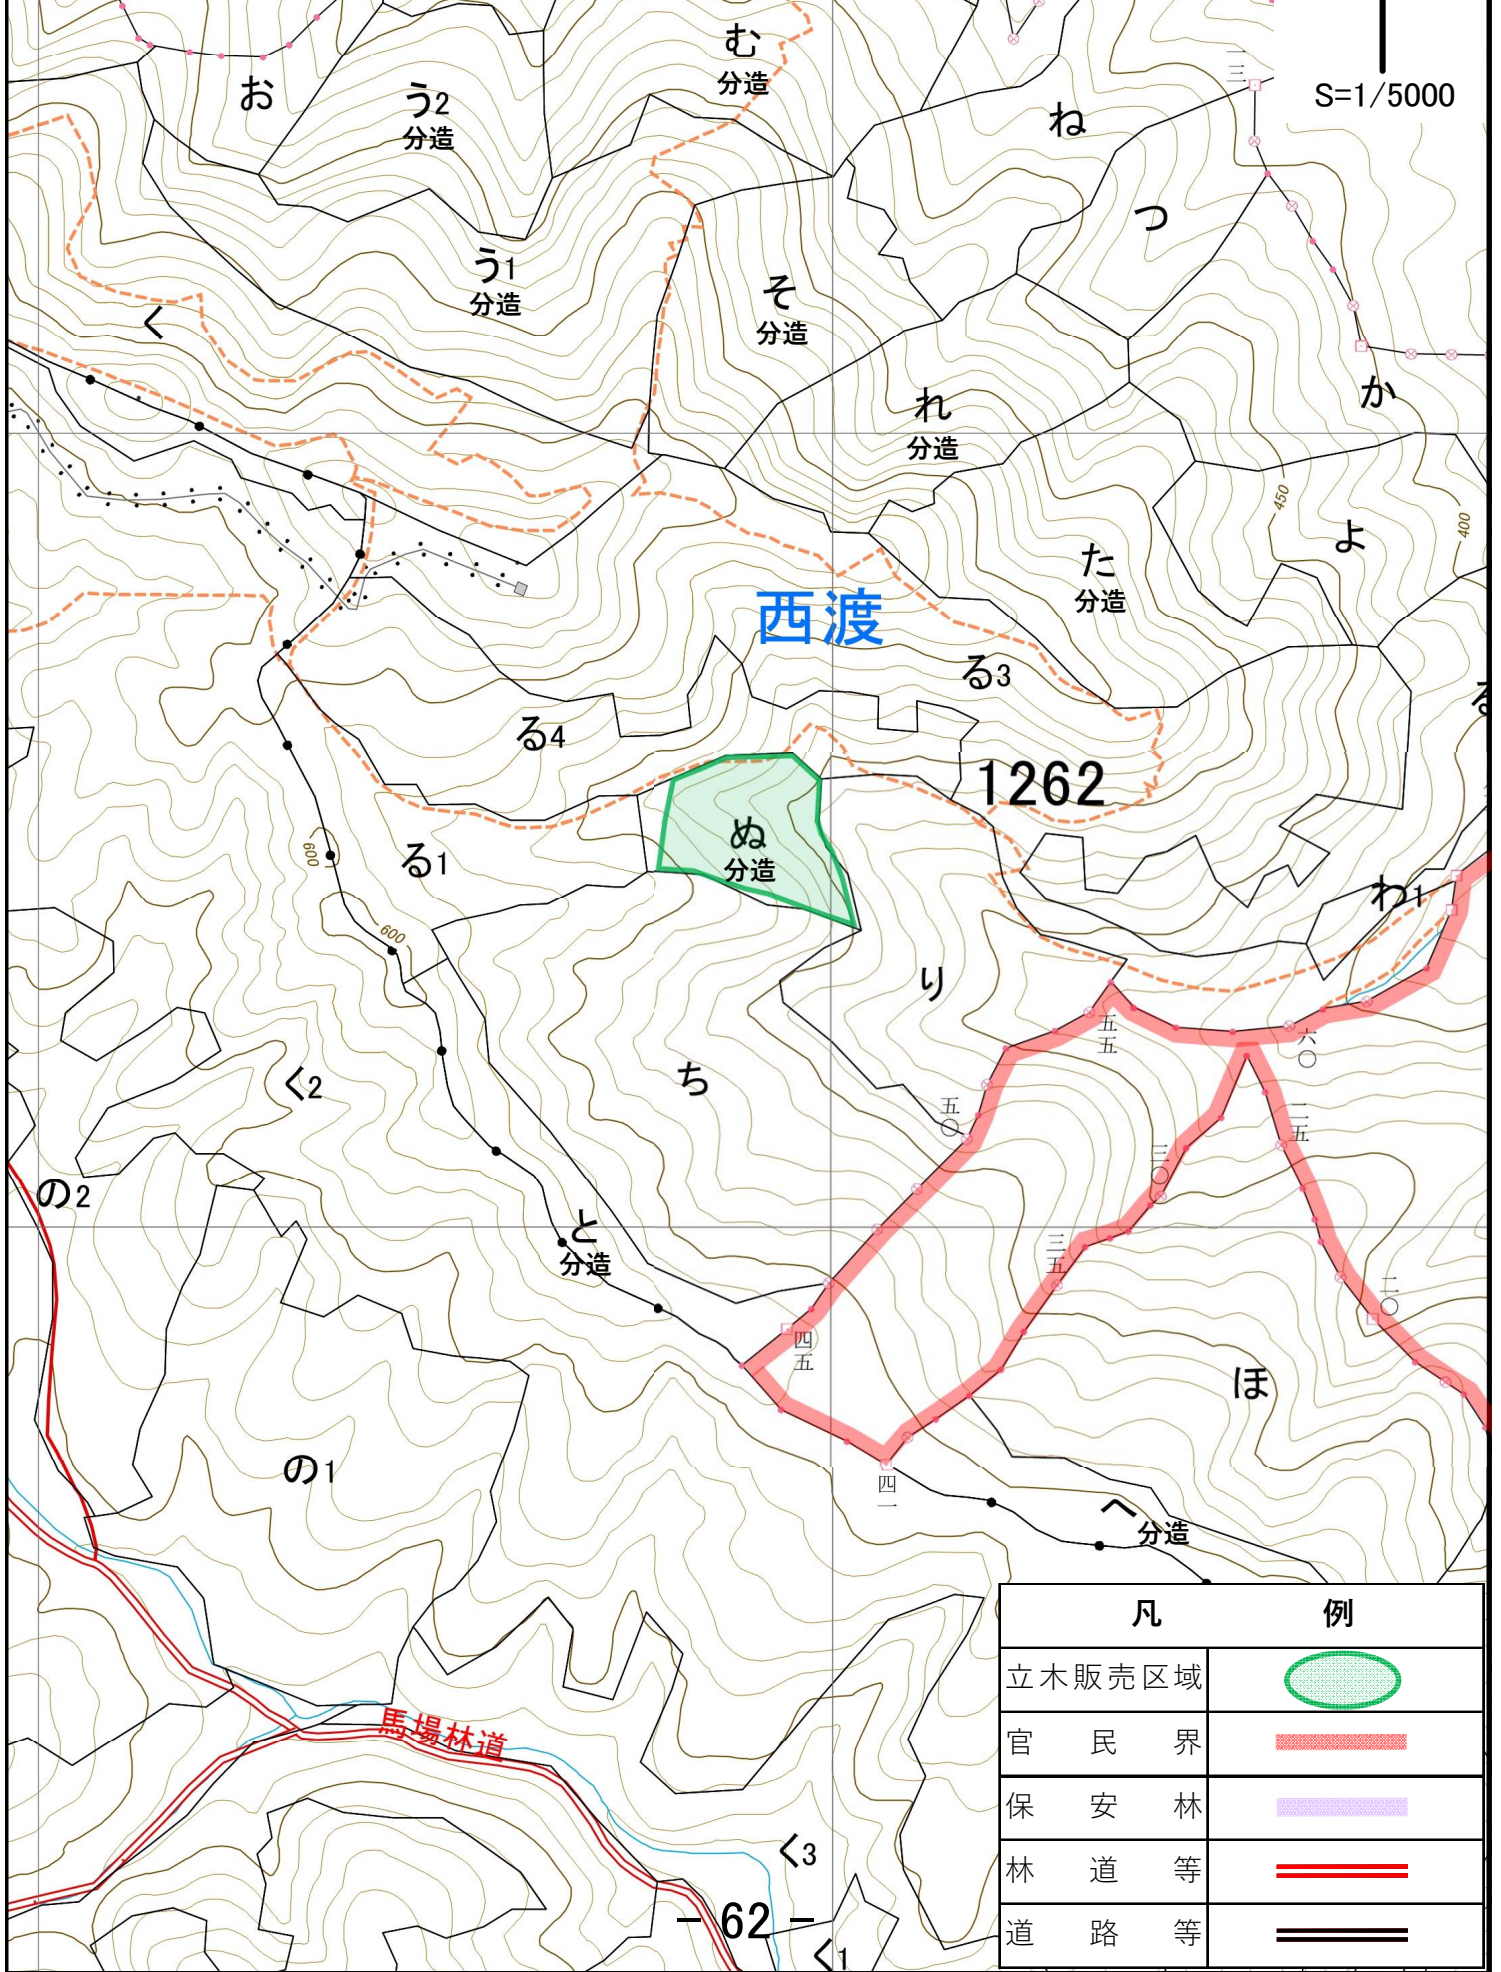 む
分造
S=1/5000
三
お
う2
分造
ね
つ
う1
分造
そ
分造
く
れ
分造
か
450
400
よ
た
分造
西渡
る3
る4
1262
ぬ
分造
る1
600
600
わ1
り
五五
六〇
く2
ち
五〇
二五
三〇
の2
と
分造
三五
二〇
四五
ほ
の1
四一
へ
分造
凡例
立木販売区域
官民界
保安林
林道等
道路等
馬場林道
く3
- 62 -
く1